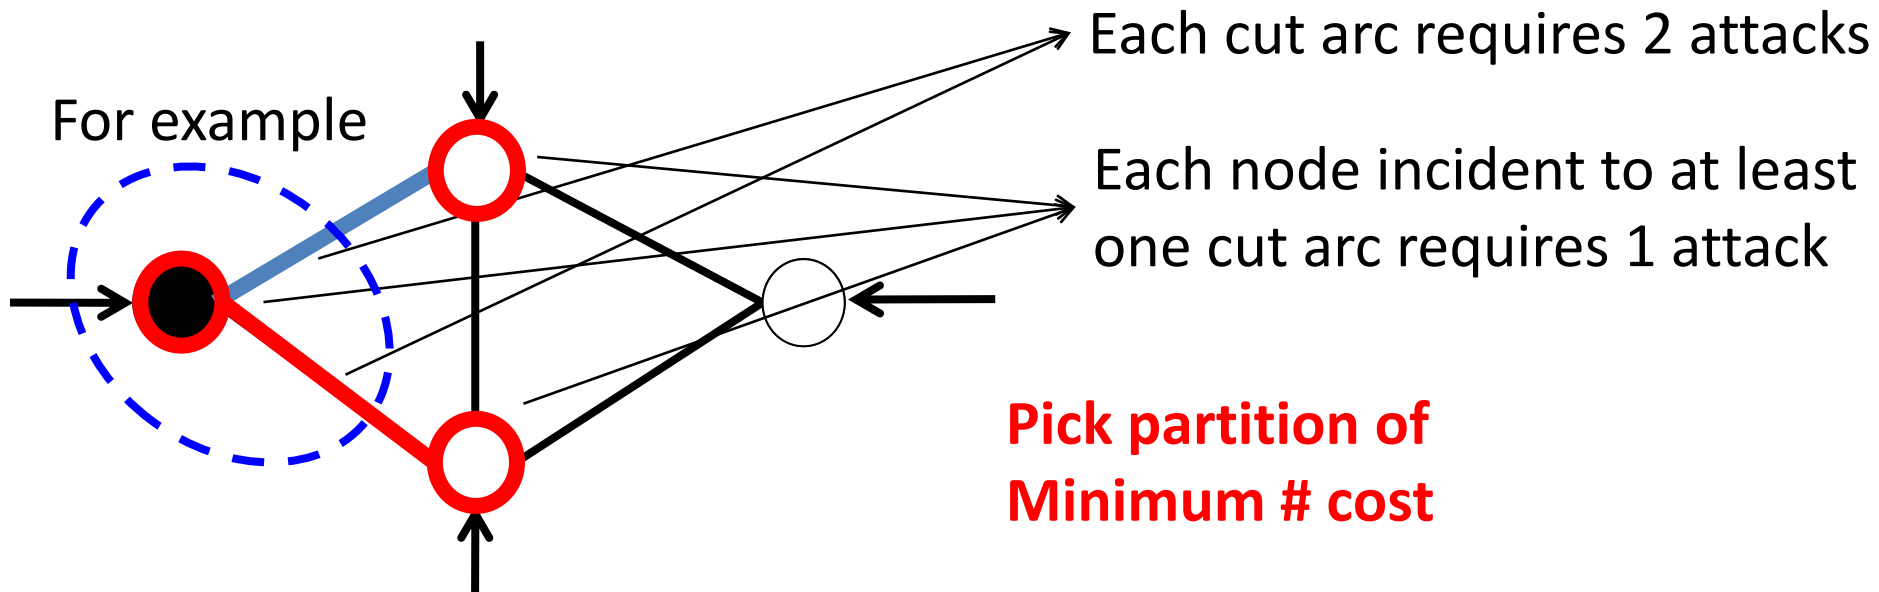 Each cut arc requires 2 attacks
For example
Each node incident to at least
one cut arc requires 1 attack
Pick partition of
Minimum # cost